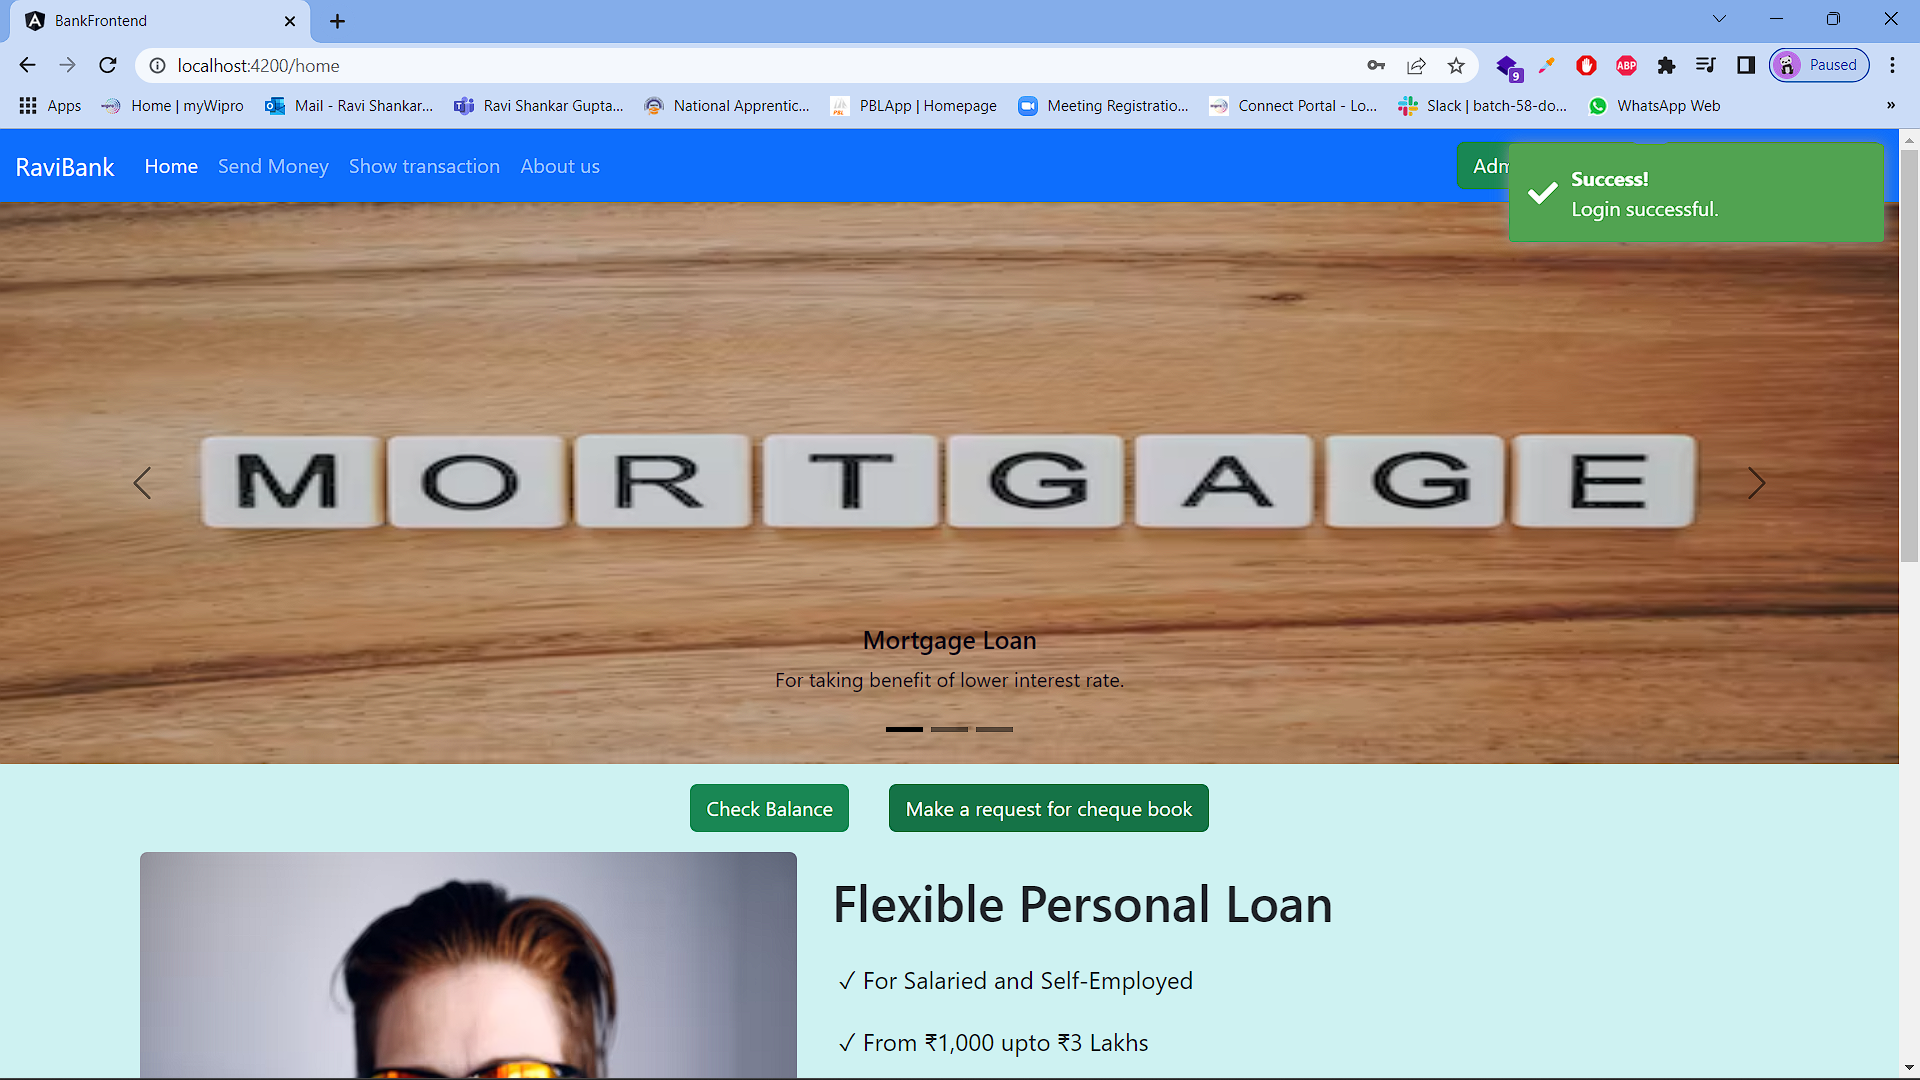 BankFrontend
localhost:4200/home
9
ABP
Paused
Apps
Home | myWipro
Mail - Ravi Shankar...
Ravi Shankar Gupta...
National Apprentic...
PBLApp | Homepage
Meeting Registratio...
Connect Portal - Lo...
Slack | batch-58-do...
WhatsApp Web
»
RaviBank
Home
Send Money
Show transaction
About us
Adm
Success!
Login successful.
MORTGAGE
Mortgage Loan
For taking benefit of lower interest rate.
Check Balance
Make a request for cheque book
Flexible Personal Loan
✓ For Salaried and Self-Employed
✓ From ₹1,000 upto ₹3 Lakhs